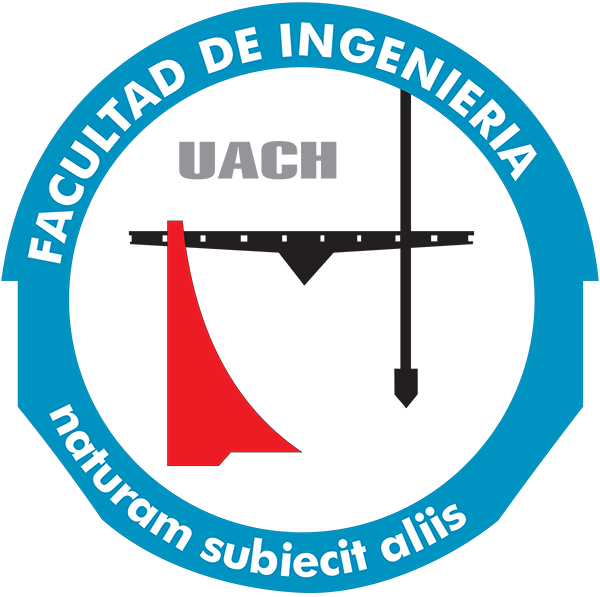 FACULTAD DE INGENIERIA
UACH
naturam subiecit aliis